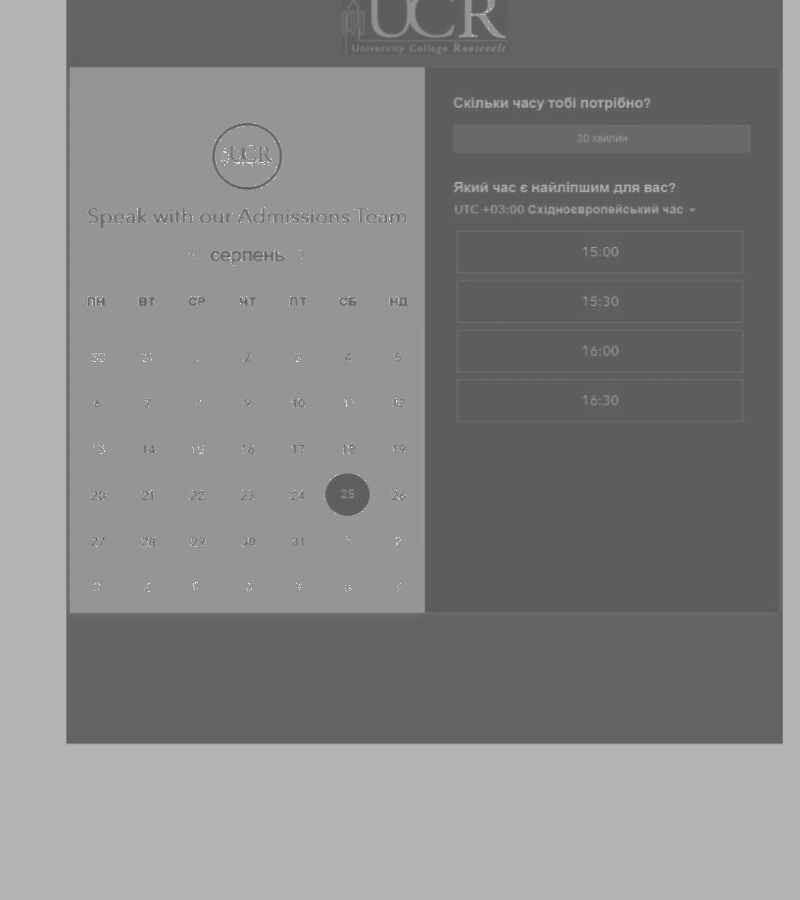 UCR
University College Roosevelt
UCR
Speak with our Admissions Team
серпень
ПН ВТ СР ЧТ ПТ СБ НД
30 31 1 2 3 4 5
6 7 8 9 10 11 12
13 14 15 16 17 18 19
20 21 22 23 24 25 26
27 28 29 30 31 1 2
3 4 5 6 7 8
Скільки часу тобі потрібно?
30 хвилин
Який час є найліпшим для вас?
UTC +03:00 Східноєвропейський час
15:00
15:30
16:00
16:30